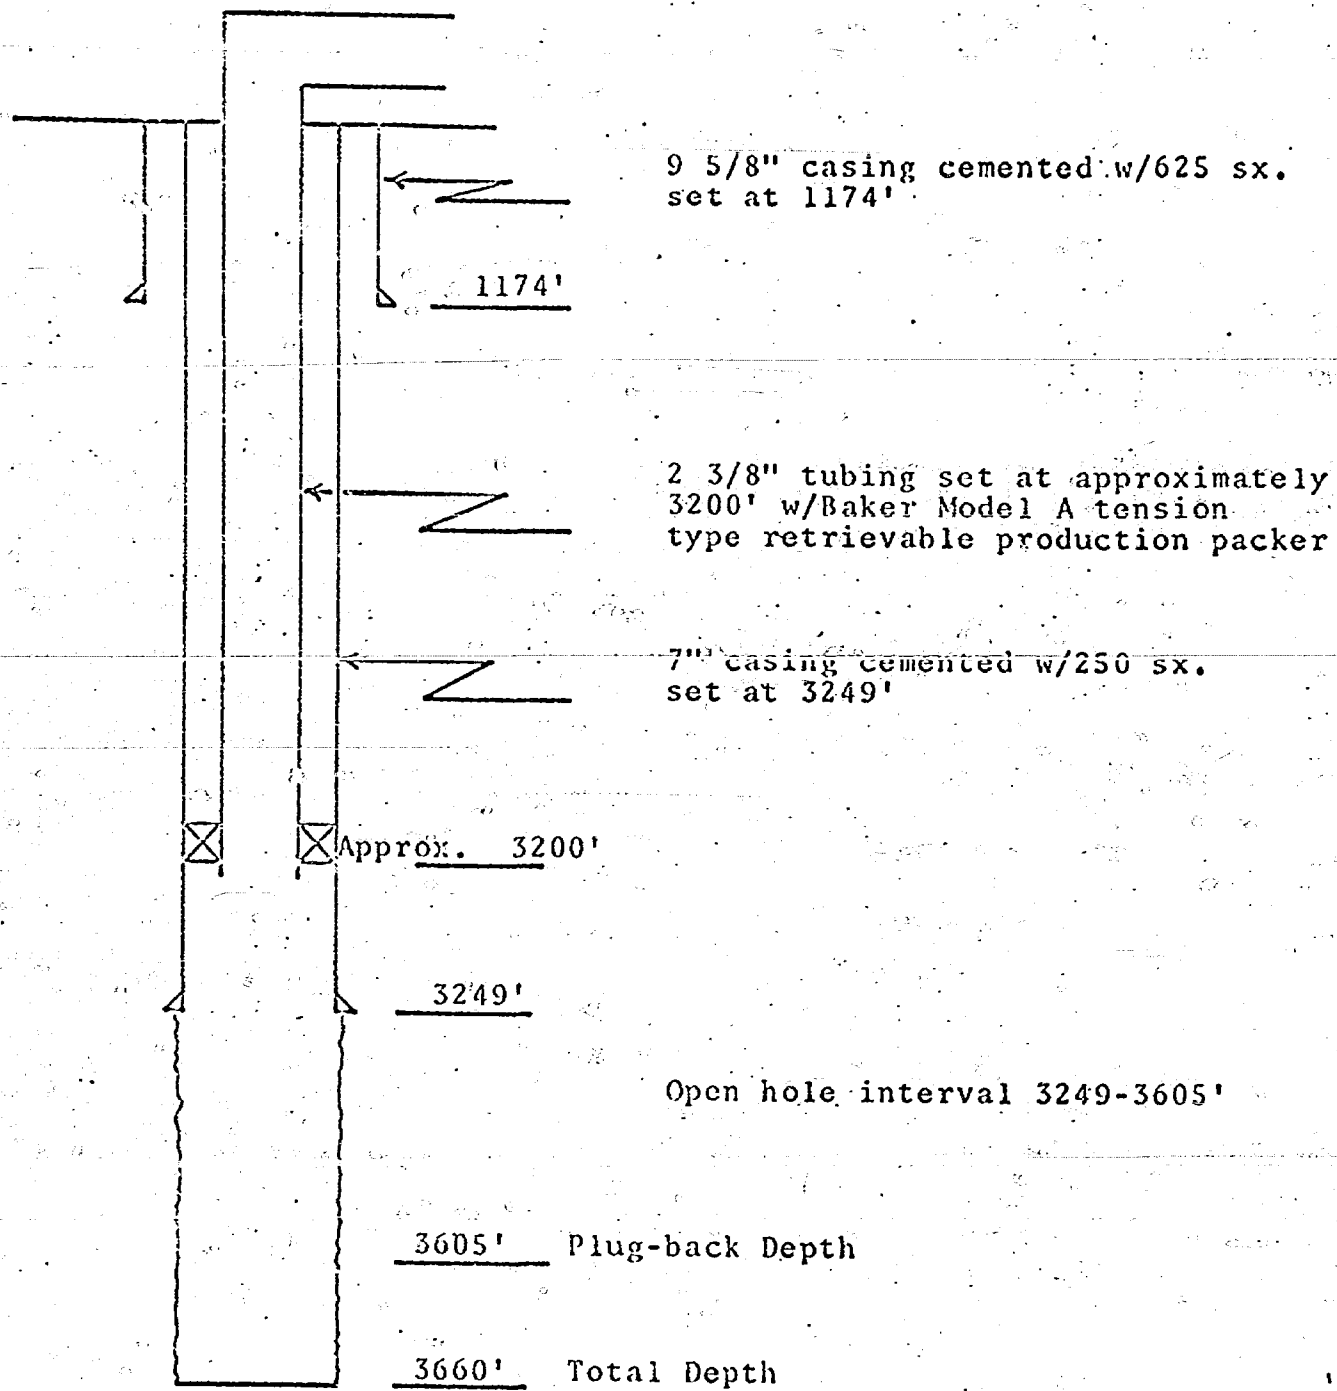 9 5/8" casing cemented w/625 sx.
set at 1174'
1174'
2 3/8" tubing set at approximately
3200' w/Baker Model A tension
type retrievable production packer
7" casing cemented w/250 sx.
set at 3249'
Approx. 3200'
3249'
Open hole interval 3249-3605'
3605' Plug-back Depth
3660' Total Depth